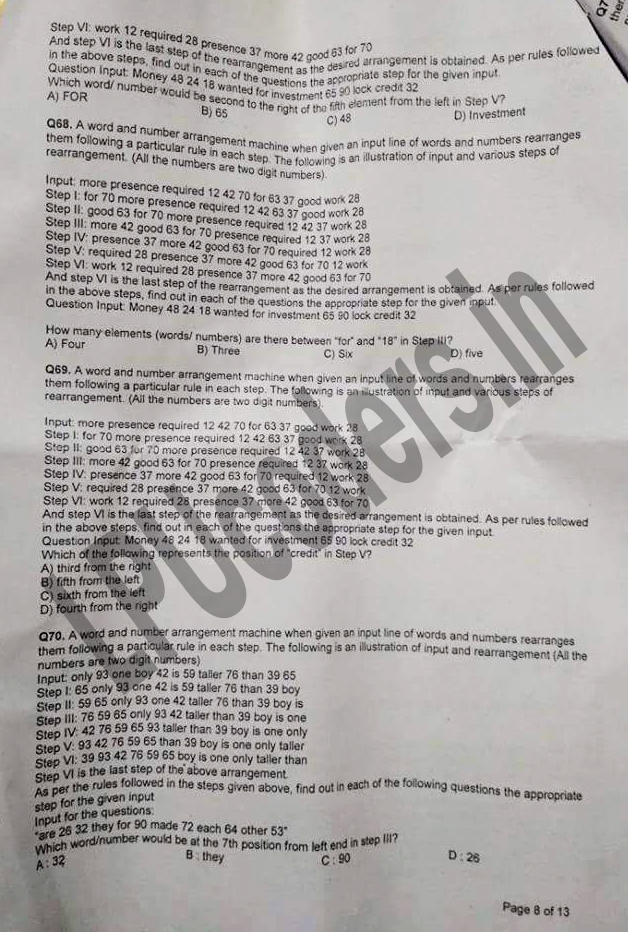 Q7
ther
Step VI: work 12 required 28 presence 37 more 42 good 63 for 70
And step VI is the last step of the rearrangement as the desired arrangement is obtained. As per rules followed
in the above steps, find out in each of the questions the appropriate step for the given input.
Question Input: Money 48 24 18 wanted for investment 65 90 lock credit 32
Which word/ number would be second to the right of the fifth element from the left in Step V?
A) FOR B) 65 C) 48 D) Investment
Q68. A word and number arrangement machine when given an input line of words and numbers rearranges
them following a particular rule in each step. The following is an illustration of input and various steps of
rearrangement. (All the numbers are two digit numbers).
Input: more presence required 12 42 70 for 63 37 good work 28
Step I: for 70 more presence required 12 42 63 37 good work 28
Step II: good 63 for 70 more presence required 12 42 37 work 28
Step III: more 42 good 63 for 70 presence required 12 37 work 28
Step IV: presence 37 more 42 good 63 for 70 required 12 work 28
Step V: required 28 presence 37 more 42 good 63 for 70 12 work
Step VI: work 12 required 28 presence 37 more 42 good 63 for 70
And step VI is the last step of the rearrangement as the desired arrangement is obtained. As per rules followed
in the above steps, find out in each of the questions the appropriate step for the given input.
Question Input: Money 48 24 18 wanted for investment 65 90 lock credit 32
How many elements (words/ numbers) are there between "for" and "18" in Step III?
A) Four B) Three C) Six D) five
Q69. A word and number arrangement machine when given an input line of words and numbers rearranges
them following a particular rule in each step. The following is an illustration of input and various steps of
rearrangement. (All the numbers are two digit numbers).
Input: more presence required 12 42 70 for 63 37 good work 28
Step I: for 70 more presence required 12 42 63 37 good work 28
Step II: good 63 for 70 more presence required 12 42 37 work 28
Step III: more 42 good 63 for 70 presence required 12 37 work 28
Step IV: presence 37 more 42 good 63 for 70 required 12 work 28
Step V: required 28 presence 37 more 42 good 63 for 70 12 work
Step VI: work 12 required 28 presence 37 more 42 good 63 for 70
And step VI is the last step of the rearrangement as the desired arrangement is obtained. As per rules followed
in the above steps, find out in each of the questions the appropriate step for the given input.
Question Input: Money 48 24 18 wanted for investment 65 90 lock credit 32
Which of the following represents the position of "credit" in Step V?
A) third from the right
B) fifth from the left
C) sixth from the left
D) fourth from the right
Q70. A word and number arrangement machine when given an input line of words and numbers rearranges
them following a particular rule in each step. The following is an illustration of input and rearrangement (All the
numbers are two digit numbers)
Input: only 93 one boy 42 is 59 taller 76 than 39 65
Step I: 65 only 93 one 42 is 59 taller 76 than 39 boy
Step II: 59 65 only 93 one 42 taller 76 than 39 boy is
Step III: 76 59 65 only 93 42 taller than 39 boy is one
Step IV: 42 76 59 65 93 taller than 39 boy is one only
Step V: 93 42 76 59 65 than 39 boy is one only taller
Step VI: 39 93 42 76 59 65 boy is one only taller than
Step VI is the last step of the above arrangement.
As per the rules followed in the steps given above, find out in each of the following questions the appropriate
step for the given input
Input for the questions:
"are 26 32 they for 90 made 72 each 64 other 53"
Which word/number would be at the 7th position from left end in step III?
A: 32 B: they C: 90 D: 26
Page 8 of 13